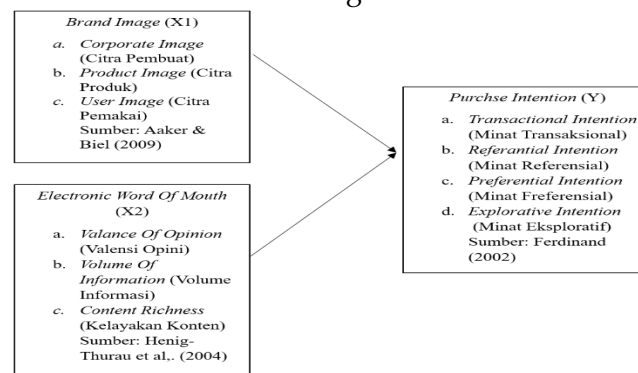 Brand Image (X1)
a. Corporate Image
(Citra Pembuat)
b. Product Image (Citra
Produk)
c. User Image (Citra
Pemakai)
Sumber: Aaker &
Biel (2009)
Electronic Word Of Mouth
(X2)
a. Valance Of Opinion
(Valensi Opini)
b. Volume Of
Information (Volume
Informasi)
c. Content Richness
(Kelayakan Konten)
Sumber: Henig-
Thurau et al,. (2004)
Purchse Intention (Y)
a. Transactional Intention
(Minat Transaksional)
b. Referantial Intention
(Minat Referensial)
c. Preferential Intention
(Minat Freferensial)
d. Explorative Intention
(Minat Eksploratif)
Sumber: Ferdinand
(2002)